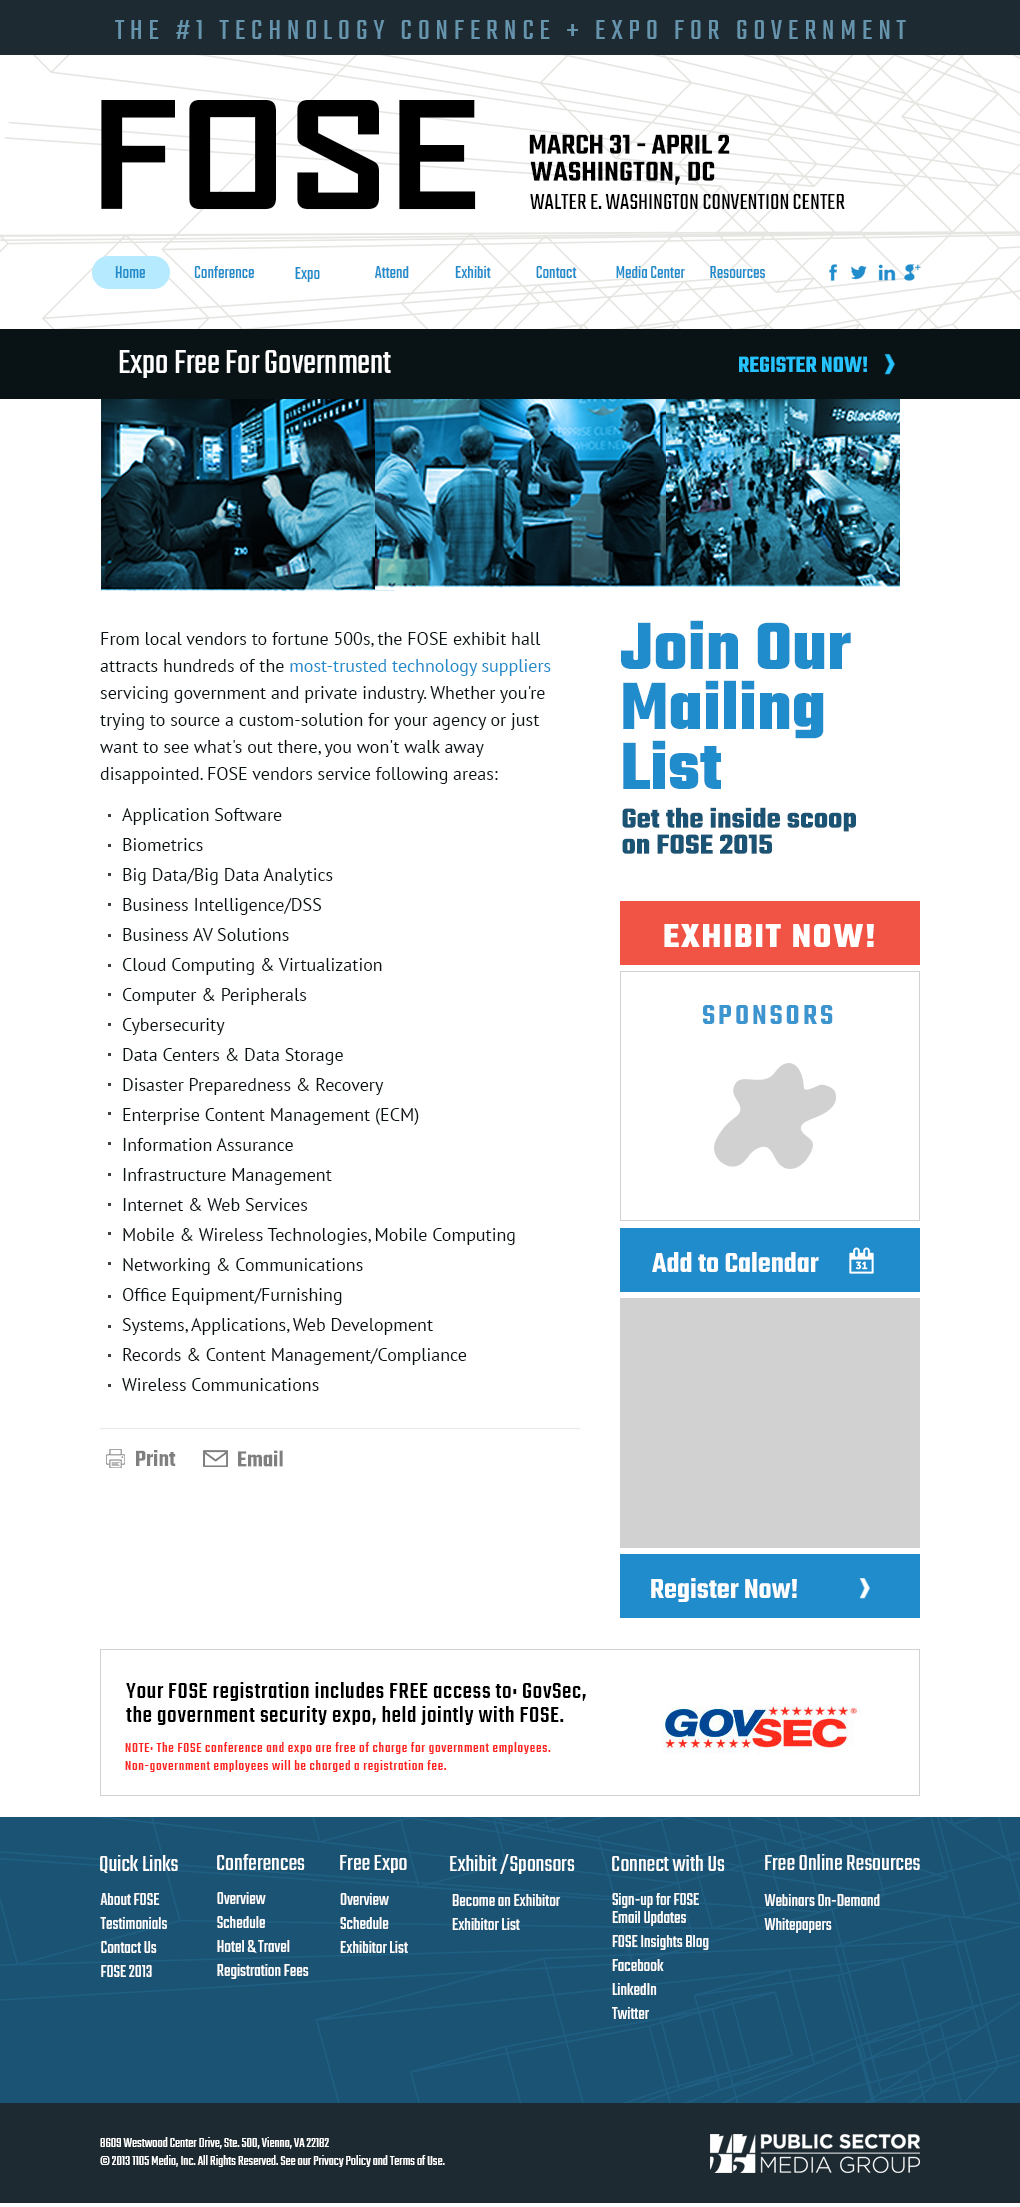 THE #1 TECHNOLOGY CONFERNCE + EXPO FOR GOVERNMENT
FOSE
MARCH 31 - APRIL 2
WASHINGTON, DC
WALTER E. WASHINGTON CONVENTION CENTER
Home Conference Expo Attend Exhibit Contact Media Center Resources
Expo Free For Government
REGISTER NOW!
BLACKBERRY
BlackBerry
From local vendors to fortune 500s, the FOSE exhibit hall
attracts hundreds of the most-trusted technology suppliers
servicing government and private industry. Whether you're
trying to source a custom-solution for your agency or just
want to see what's out there, you won't walk away
disappointed. FOSE vendors service following areas:
· Application Software
· Biometrics
· Big Data/Big Data Analytics
· Business Intelligence/DSS
· Business AV Solutions
· Cloud Computing & Virtualization
· Computer & Peripherals
· Cybersecurity
· Data Centers & Data Storage
· Disaster Preparedness & Recovery
· Enterprise Content Management (ECM)
· Information Assurance
· Infrastructure Management
· Internet & Web Services
· Mobile & Wireless Technologies, Mobile Computing
· Networking & Communications
· Office Equipment/Furnishing
· Systems, Applications, Web Development
· Records & Content Management/Compliance
· Wireless Communications
Print Email
Join Our
Mailing
List
Get the inside scoop
on FOSE 2015
EXHIBIT NOW!
SPONSORS
Add to Calendar
31
Register Now!
Your FOSE registration includes FREE access to: GovSec,
the government security expo, held jointly with FOSE.
NOTE: The FOSE conference and expo are free of charge for government employees.
Non-government employees will be charged a registration fee.
GOVSEC®
Quick Links
About FOSE
Testimonials
Contact Us
FOSE 2013
Conferences
Overview
Schedule
Hotel & Travel
Registration Fees
Free Expo
Overview
Schedule
Exhibitor List
Exhibit /Sponsors
Become an Exhibitor
Exhibitor List
Connect with Us
Sign-up for FOSE
Email Updates
FOSE Insights Blog
Facebook
LinkedIn
Twitter
Free Online Resources
Webinars On-Demand
Whitepapers
8609 Westwood Center Drive, Ste. 500, Vienna, VA 22182
© 2013 1105 Media, Inc. All Rights Reserved. See our Privacy Policy and Terms of Use.
PUBLIC SECTOR
MEDIA GROUP